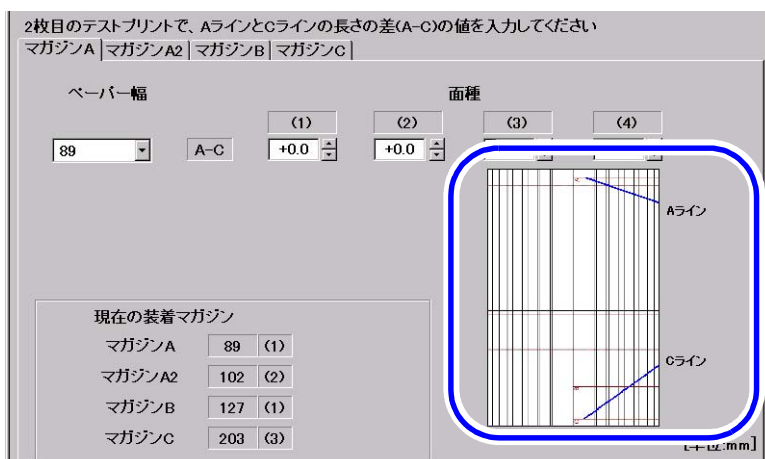 2枚目のテストプリントで、AラインとCラインの長さの差(A-C)の値を入力してください
マガジンA マガジンA2 マガジンB マガジンC
ペーパー幅 面種
(1) (2) (3) (4)
89 A-C +0.0 +0.0
Aライン
現在の装着マガジン
マガジンA 89 (1)
Cライン
マガジンA2 102 (2)
マガジンB 127 (1)
マガジンC 203 (3)
[単位:mm]